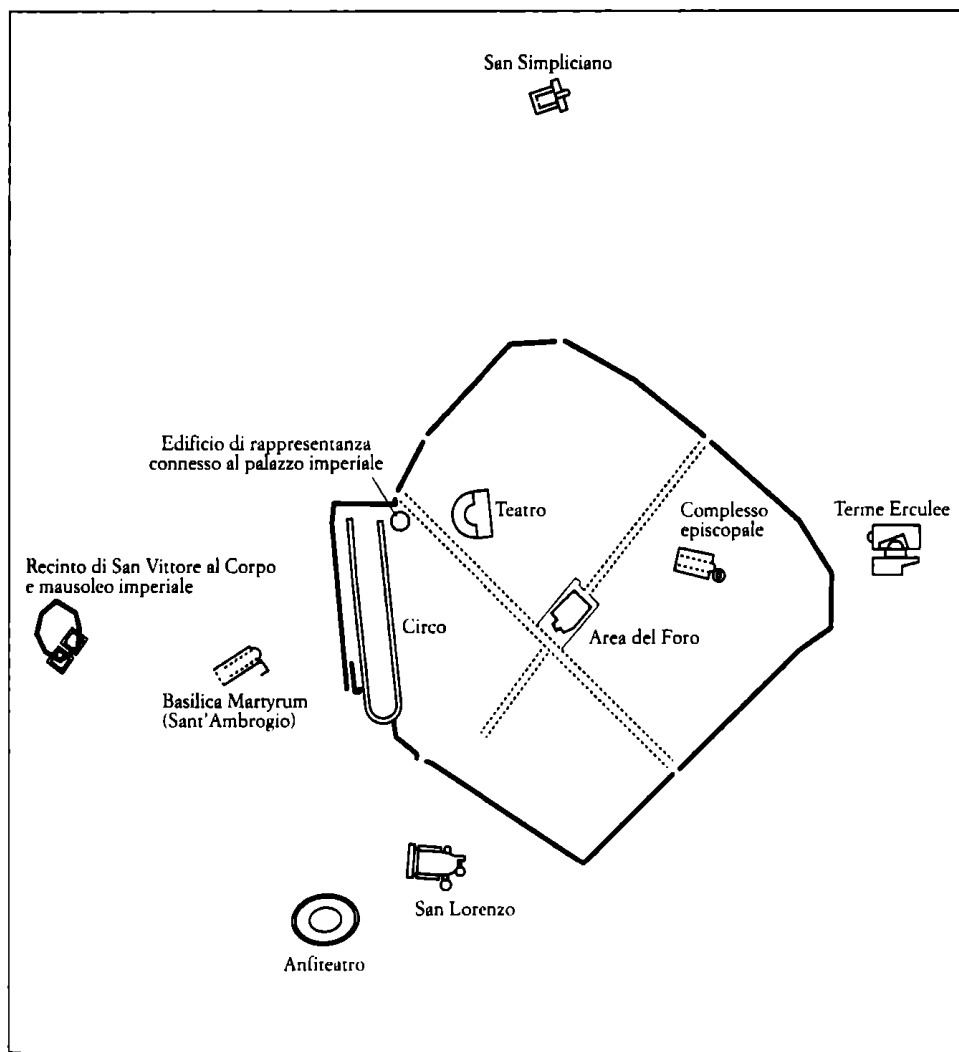 San Simpliciano
Edificio di rappresentanza
connesso al palazzo imperiale
Teatro
Complesso
episcopale
Terme Erculee
Recinto di San Vittore al Corpo
e mausoleo imperiale
Circo
Area del Foro
Basilica Martyrum
(Sant'Ambrogio)
San Lorenzo
Anfiteatro